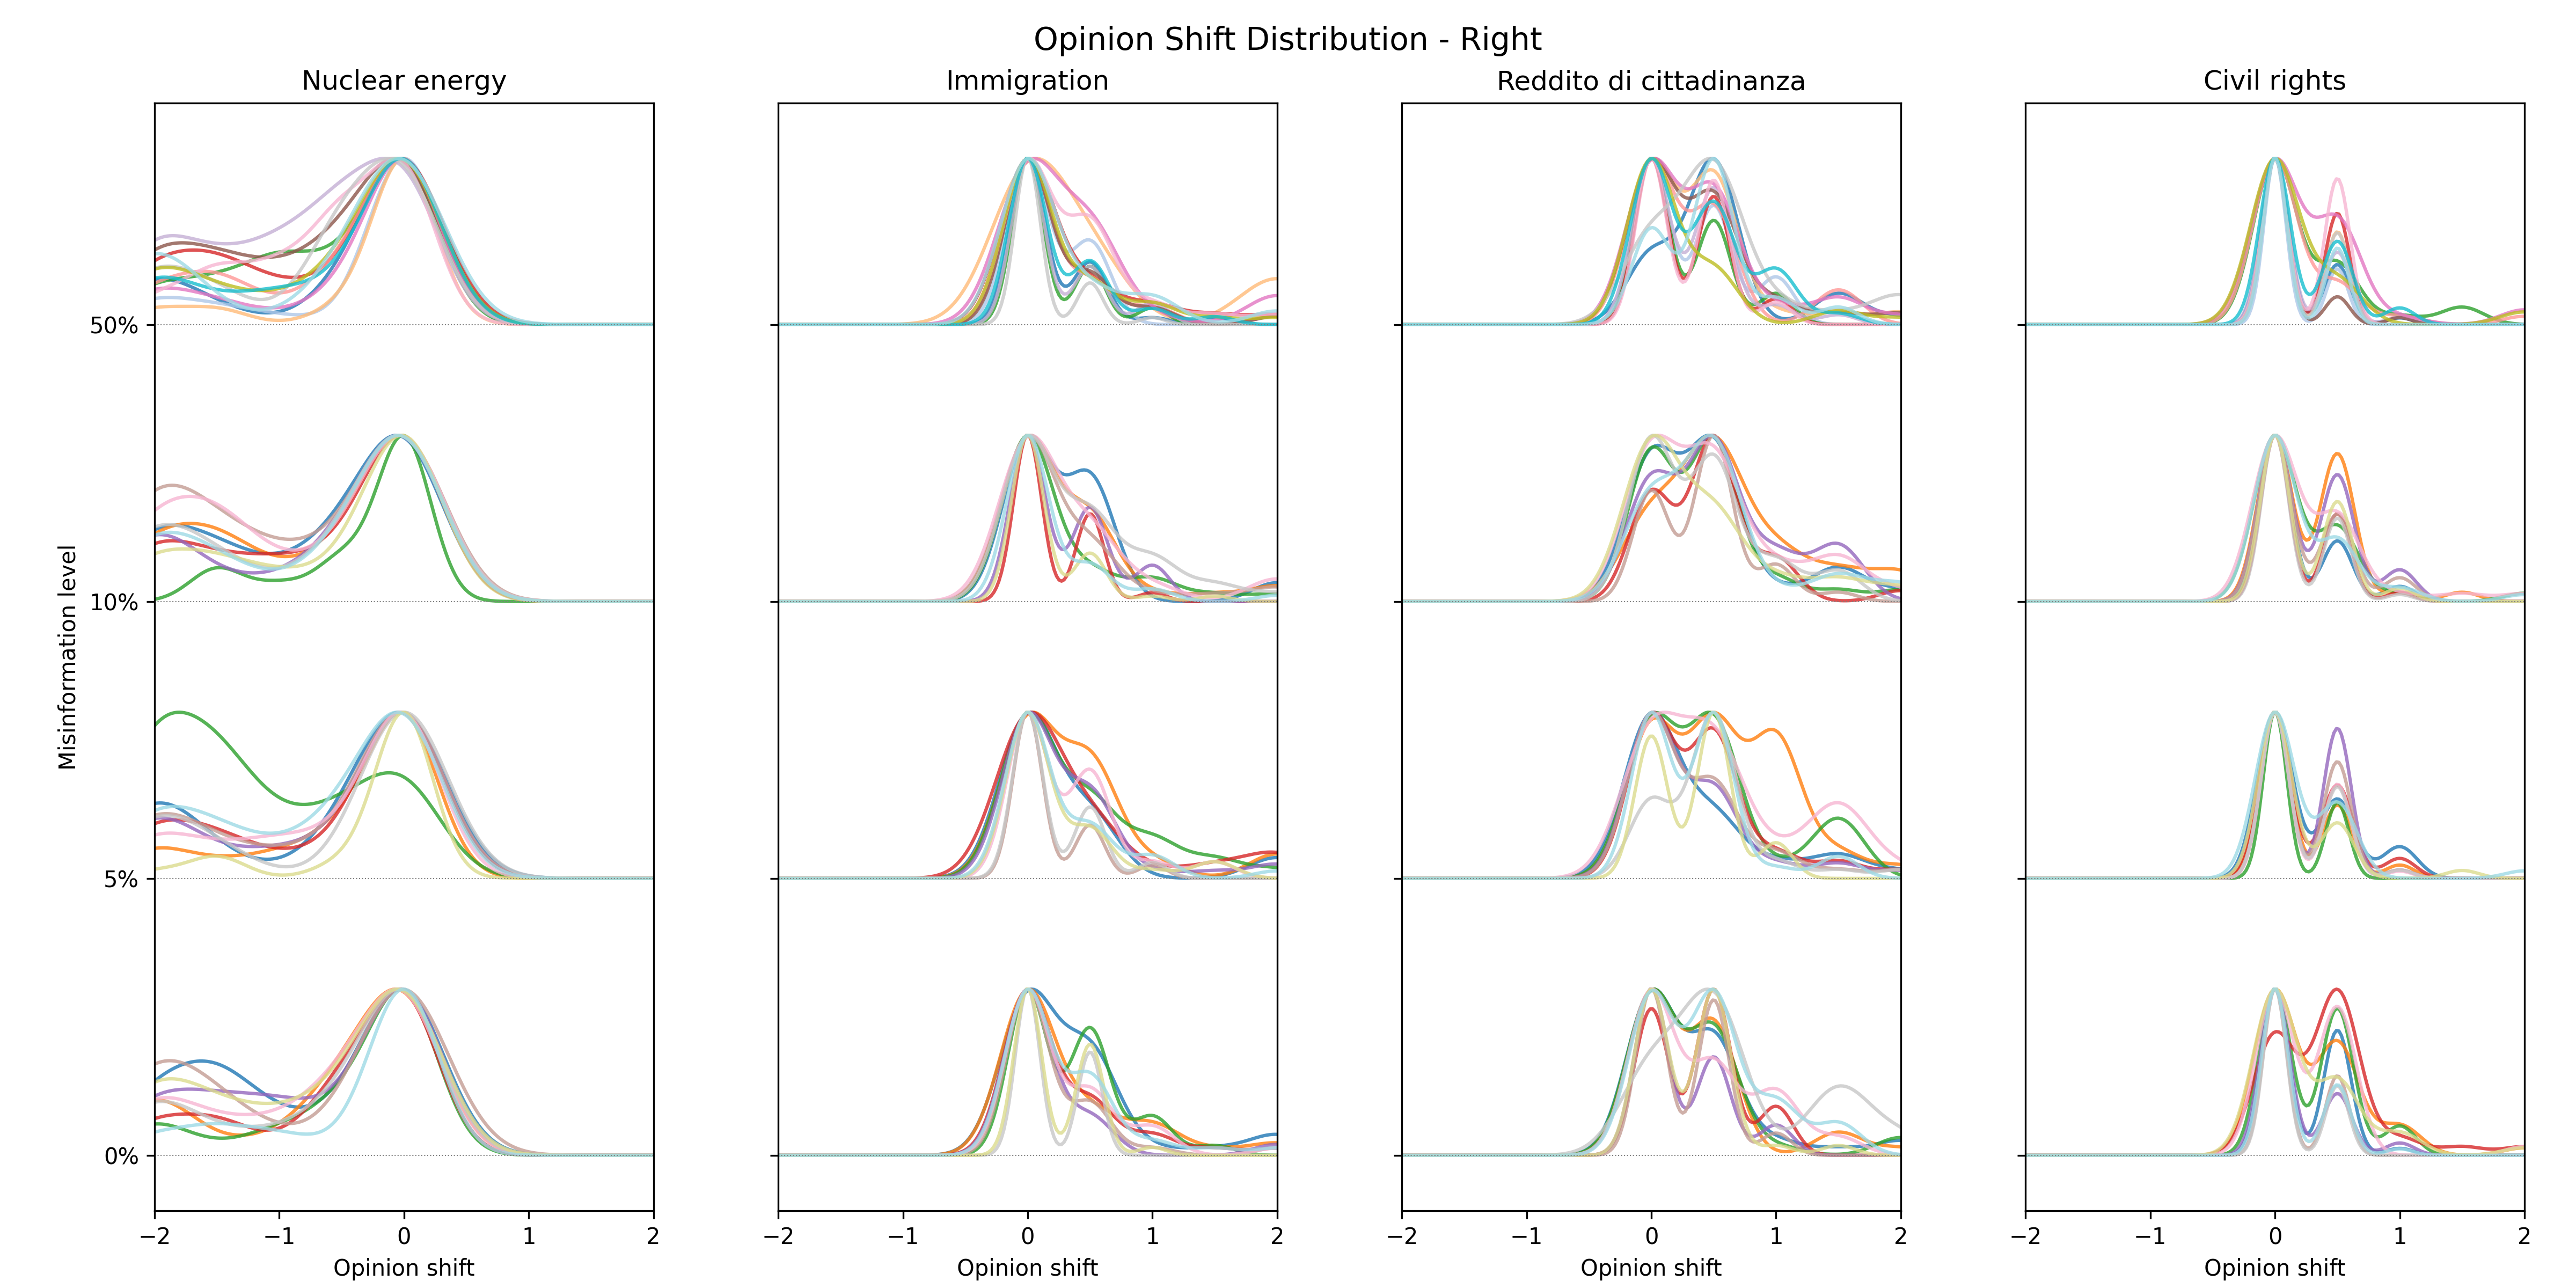 Opinion Shift Distribution - Right
Nuclear energy
Immigration
Reddito di cittadinanza
Civil rights
Misinformation level
50%
10%
5%
0%
−2 −1 0 1 2
−2 −1 0 1 2
−2 −1 0 1 2
−2 −1 0 1 2
Opinion shift
Opinion shift
Opinion shift
Opinion shift